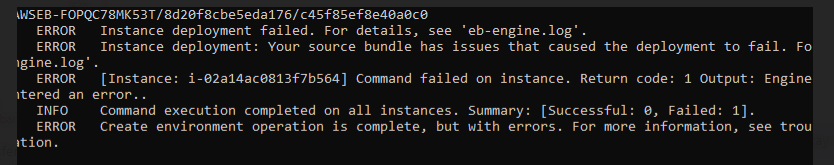 AWSEB-FOPQC78MK53T/8d20f8cbe5eda176/c45f85ef8e40a0c0
ERROR Instance deployment failed. For details, see 'eb-engine.log'.
ERROR Instance deployment: Your source bundle has issues that caused the deployment to fail. Fo
ngine.log'.
ERROR [Instance: i-02a14ac0813f7b564] Command failed on instance. Return code: 1 Output: Engine
ntered an error..
INFO Command execution completed on all instances. Summary: [Successful: 0, Failed: 1].
ERROR Create environment operation is complete, but with errors. For more information, see trou
ation.